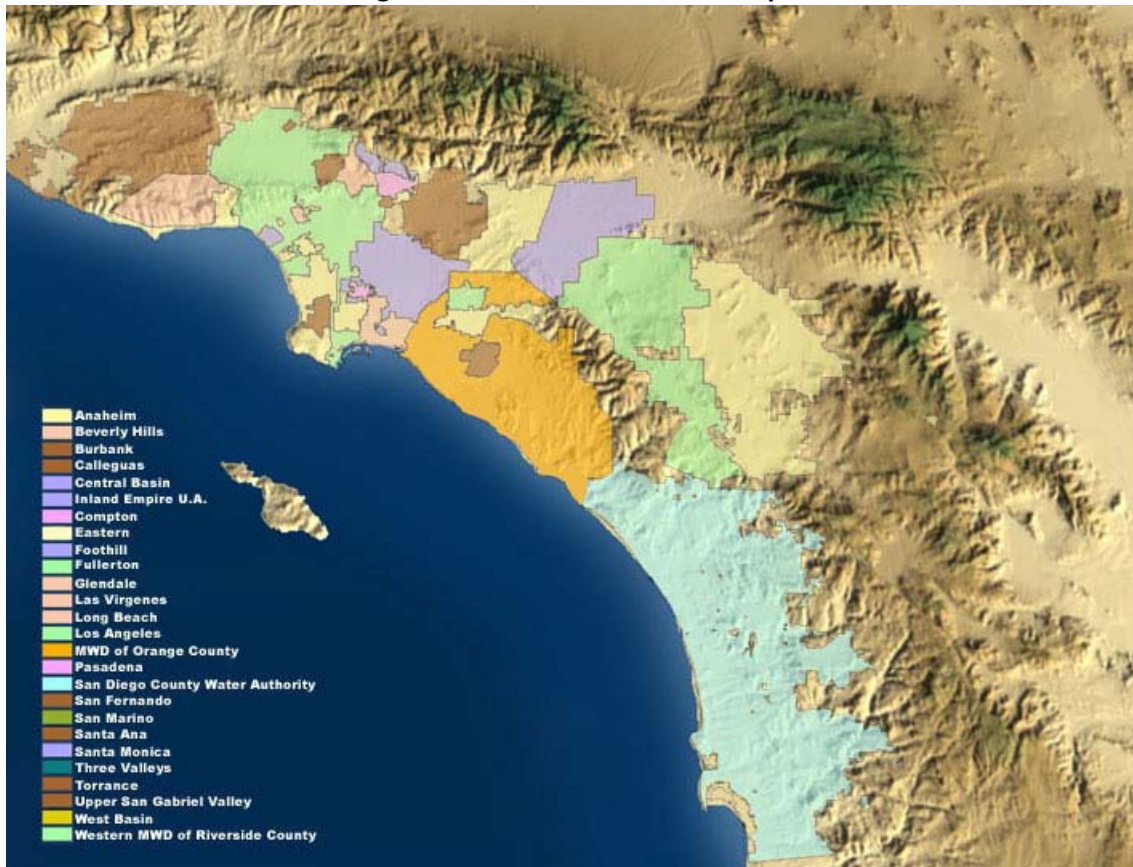 Anaheim
Beverly Hills
Burbank
Calleguas
Central Basin
Inland Empire U.A.
Compton
Eastern
Foothill
Fullerton
Glendale
Las Virgenes
Long Beach
Los Angeles
MWD of Orange County
Pasadena
San Diego County Water Authority
San Fernando
San Marino
Santa Ana
Santa Monica
Three Valleys
Torrance
Upper San Gabriel Valley
West Basin
Western MWD of Riverside County